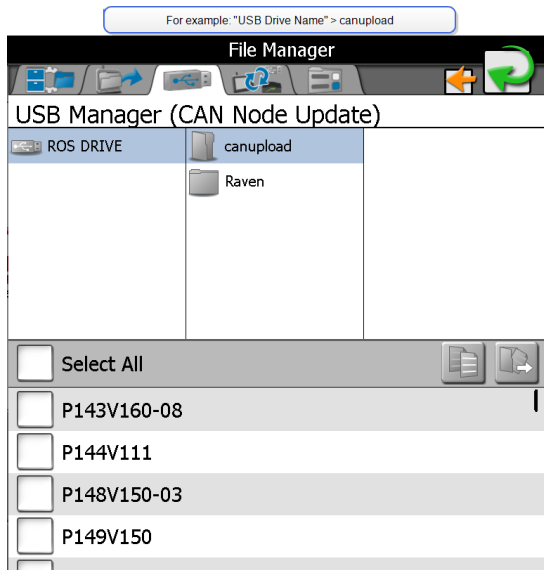 For example: "USB Drive Name" > canupload
File Manager
USB Manager (CAN Node Update)
ROS DRIVE
canupload
Raven
Select All
P143V160-08
P144V111
P148V150-03
P149V150